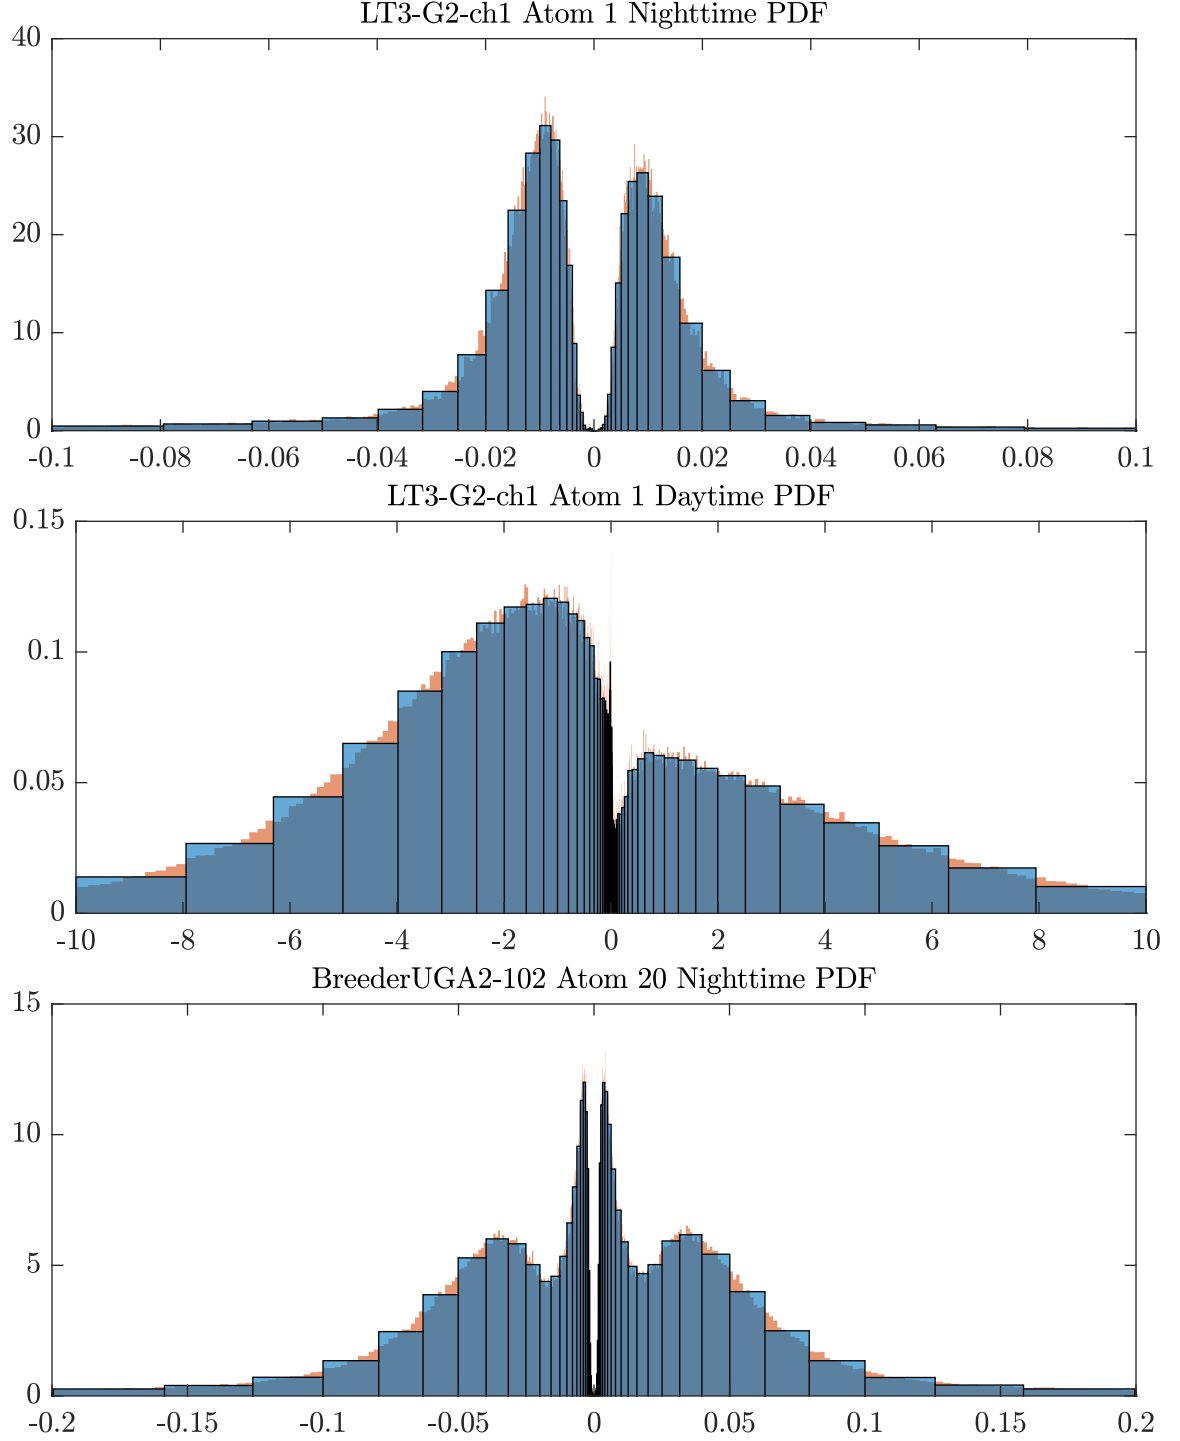 LT3-G2-ch1 Atom 1 Nighttime PDF
40
30
20
10
0
-0.1 -0.08 -0.06 -0.04 -0.02 0 0.02 0.04 0.06 0.08 0.1
LT3-G2-ch1 Atom 1 Daytime PDF
0.15
0.1
0.05
0
-10 -8 -6 -4 -2 0 2 4 6 8 10
BreederUGA2-102 Atom 20 Nighttime PDF
15
10
5
0
-0.2 -0.15 -0.1 -0.05 0 0.05 0.1 0.15 0.2